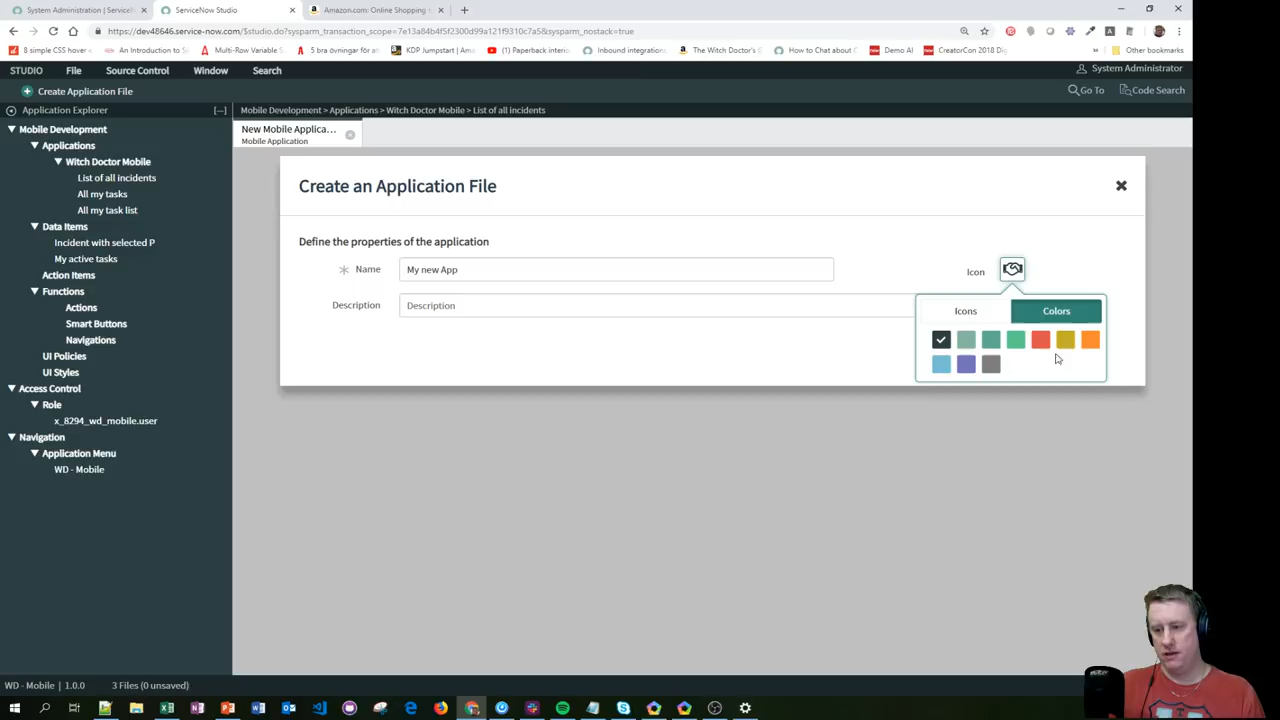 System Administration | ServiceN
ServiceNow Studio
Amazon.com: Online Shopping
https://dev48646.service-now.com/$studio.do?sysparm_transaction_scope=7e13a84b4f5723000d99a121f9310c7a5&sysparm_nostack=true
8 simple CSS hover
An Introduction to S
Multi-Row Variable S
5 bra övningar för att
KDP Jumpstart | Am
(1) Paperback interio
Inbound integrations
The Witch Doctor's G
How to Chat about C
Demo AI
CreatorCon 2018 Dig
Other bookmarks
STUDIO File Source Control Window Search
System Administrator
Create Application File
Go To Code Search
Application Explorer
[--]
Mobile Development > Applications > Witch Doctor Mobile > List of all incidents
New Mobile Applica...
Mobile Application
Mobile Development
Applications
Witch Doctor Mobile
List of all incidents
All my tasks
All my task list
Data Items
Incident with selected P
My active tasks
Action Items
Functions
Actions
Smart Buttons
Navigations
UI Policies
UI Styles
Access Control
Role
x_8294_wd_mobile.user
Navigation
Application Menu
WD - Mobile
Create an Application File
Define the properties of the application
Name My new App
Icon
Description Description
Icons Colors
WD - Mobile | 1.0.0 3 Files (0 unsaved)